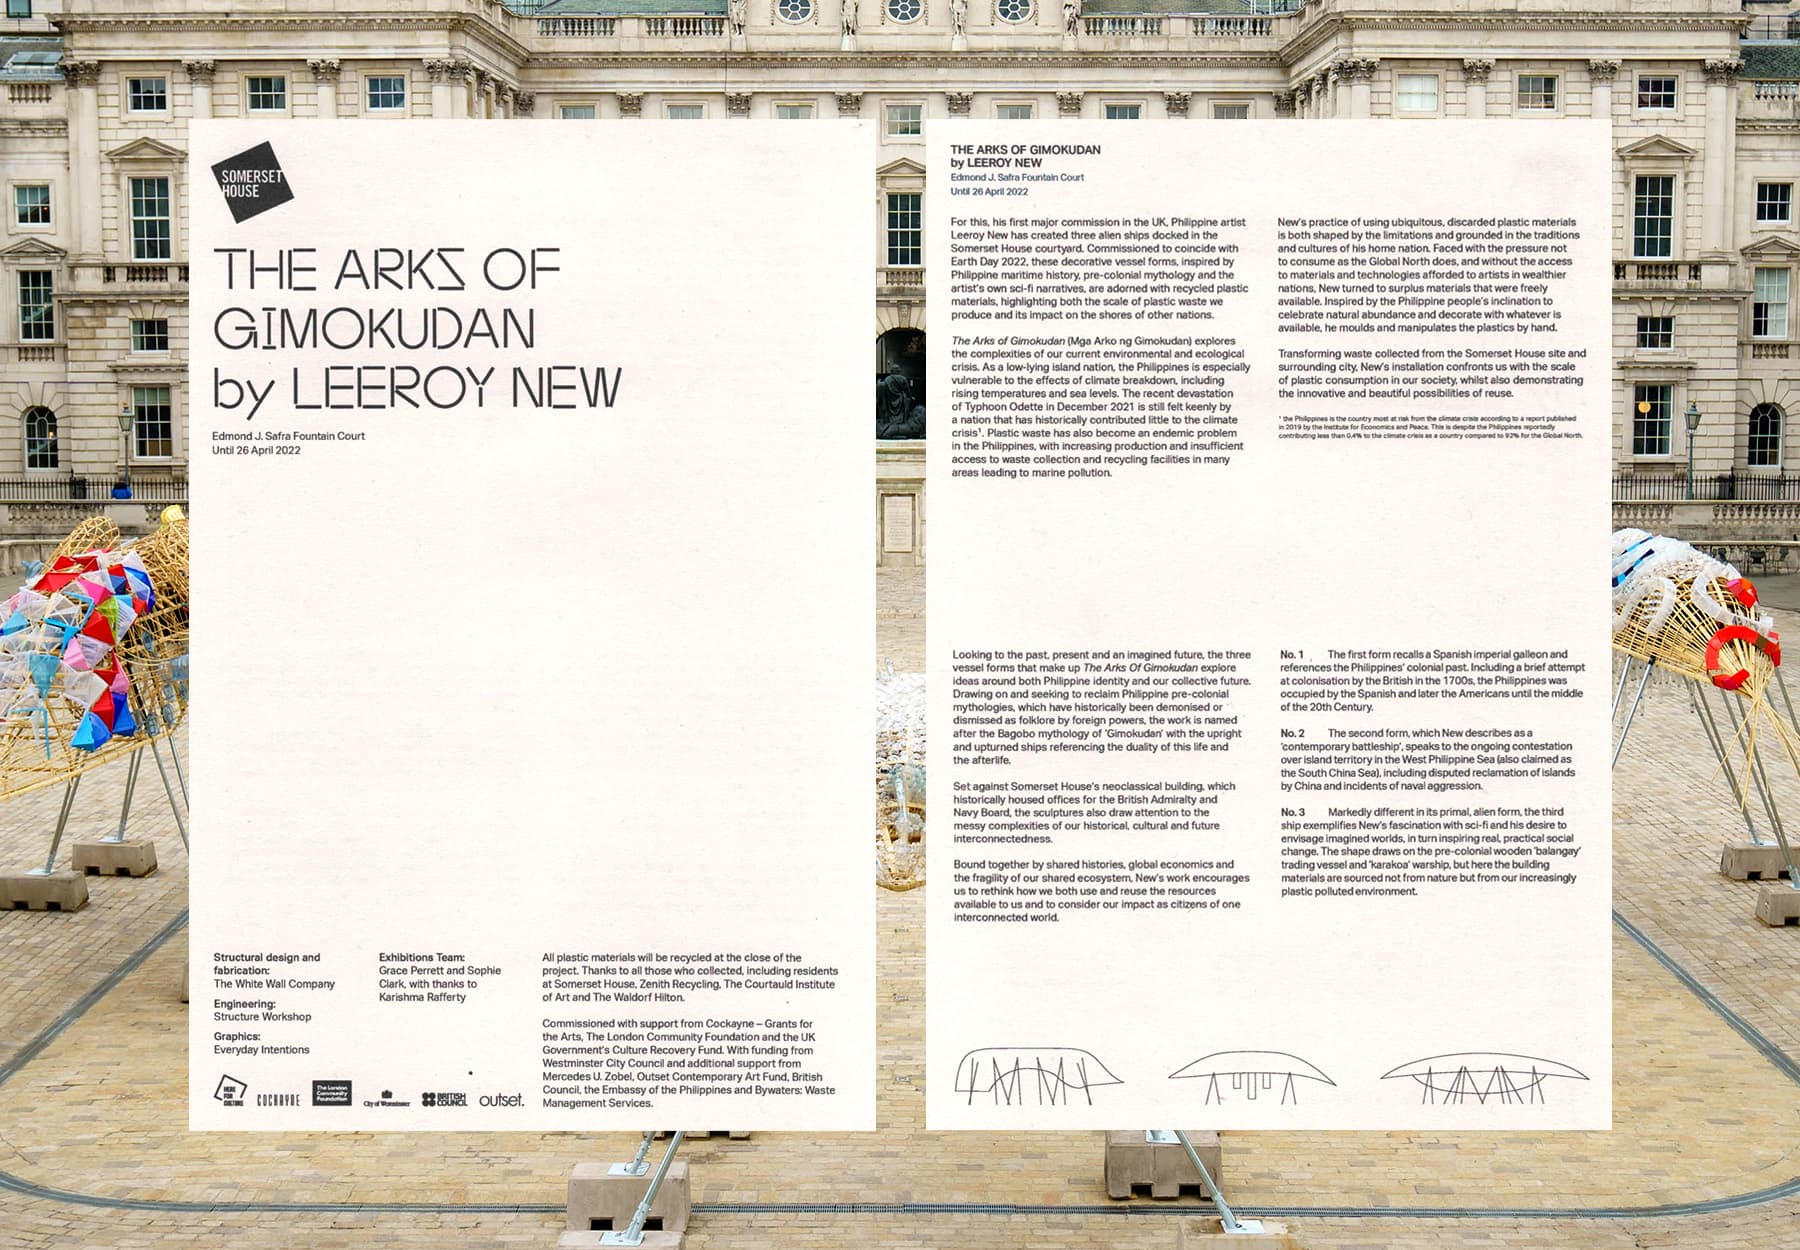 SOMERSET
HOUSE
THE ARKS OF
GIMOKUDAN
by LEEROY NEW
Edmond J. Safra Fountain Court
Until 26 April 2022
Structural design and
fabrication:
The White Wall Company
Engineering:
Structure Workshop
Graphics:
Everyday Intentions
Exhibitions Team:
Grace Perrett and Sophie
Clark, with thanks to
Karishma Rafferty
All plastic materials will be recycled at the close of the
project. Thanks to all those who collected, including residents
at Somerset House, Zenith Recycling, The Courtauld Institute
of Art and The Waldorf Hilton.
Commissioned with support from Cockayne – Grants for
the Arts, The London Community Foundation and the UK
Government's Culture Recovery Fund. With funding from
Westminster City Council and additional support from
Mercedes U. Zobel, Outset Contemporary Art Fund, British
Council, the Embassy of the Philippines and Bywaters: Waste
Management Services.
HERE
FOR
CULTURE
COCKAYNE
The London
Community
Foundation
City of Westminster
BRITISH
COUNCIL
outset.
THE ARKS OF GIMOKUDAN
by LEEROY NEW
Edmond J. Safra Fountain Court
Until 26 April 2022
For this, his first major commission in the UK, Philippine artist
Leeroy New has created three alien ships docked in the
Somerset House courtyard. Commissioned to coincide with
Earth Day 2022, these decorative vessel forms, inspired by
Philippine maritime history, pre-colonial mythology and the
artist's own sci-fi narratives, are adorned with recycled plastic
materials, highlighting both the scale of plastic waste we
produce and its impact on the shores of other nations.
The Arks of Gimokudan (Mga Arko ng Gimokudan) explores
the complexities of our current environmental and ecological
crisis. As a low-lying island nation, the Philippines is especially
vulnerable to the effects of climate breakdown, including
rising temperatures and sea levels. The recent devastation
of Typhoon Odette in December 2021 is still felt keenly by
a nation that has historically contributed little to the climate
crisis¹. Plastic waste has also become an endemic problem
in the Philippines, with increasing production and insufficient
access to waste collection and recycling facilities in many
areas leading to marine pollution.
New's practice of using ubiquitous, discarded plastic materials
is both shaped by the limitations and grounded in the traditions
and cultures of his home nation. Faced with the pressure not
to consume as the Global North does, and without the access
to materials and technologies afforded to artists in wealthier
nations, New turned to surplus materials that were freely
available. Inspired by the Philippine people's inclination to
celebrate natural abundance and decorate with whatever is
available, he moulds and manipulates the plastics by hand.
Transforming waste collected from the Somerset House site and
surrounding city, New's installation confronts us with the scale
of plastic consumption in our society, whilst also demonstrating
the innovative and beautiful possibilities of reuse.
¹ the Philippines is the country most at risk from the climate crisis according to a report published
in 2019 by the Institute for Economics and Peace. This is despite the Philippines reportedly
contributing less than 0.4% to the climate crisis as a country compared to 92% for the Global North.
Looking to the past, present and an imagined future, the three
vessel forms that make up The Arks Of Gimokudan explore
ideas around both Philippine identity and our collective future.
Drawing on and seeking to reclaim Philippine pre-colonial
mythologies, which have historically been demonised or
dismissed as folklore by foreign powers, the work is named
after the Bagobo mythology of 'Gimokudan' with the upright
and upturned ships referencing the duality of this life and
the afterlife.
Set against Somerset House's neoclassical building, which
historically housed offices for the British Admiralty and
Navy Board, the sculptures also draw attention to the
messy complexities of our historical, cultural and future
interconnectedness.
Bound together by shared histories, global economics and
the fragility of our shared ecosystem, New's work encourages
us to rethink how we both use and reuse the resources
available to us and to consider our impact as citizens of one
interconnected world.
No. 1 The first form recalls a Spanish imperial galleon and
references the Philippines' colonial past. Including a brief attempt
at colonisation by the British in the 1700s, the Philippines was
occupied by the Spanish and later the Americans until the middle
of the 20th Century.
No. 2 The second form, which New describes as a
'contemporary battleship', speaks to the ongoing contestation
over island territory in the West Philippine Sea (also claimed as
the South China Sea), including disputed reclamation of islands
by China and incidents of naval aggression.
No. 3 Markedly different in its primal, alien form, the third
ship exemplifies New's fascination with sci-fi and his desire to
envisage imagined worlds, in turn inspiring real, practical social
change. The shape draws on the pre-colonial wooden 'balangay'
trading vessel and 'karakoa' warship, but here the building
materials are sourced not from nature but from our increasingly
plastic polluted environment.